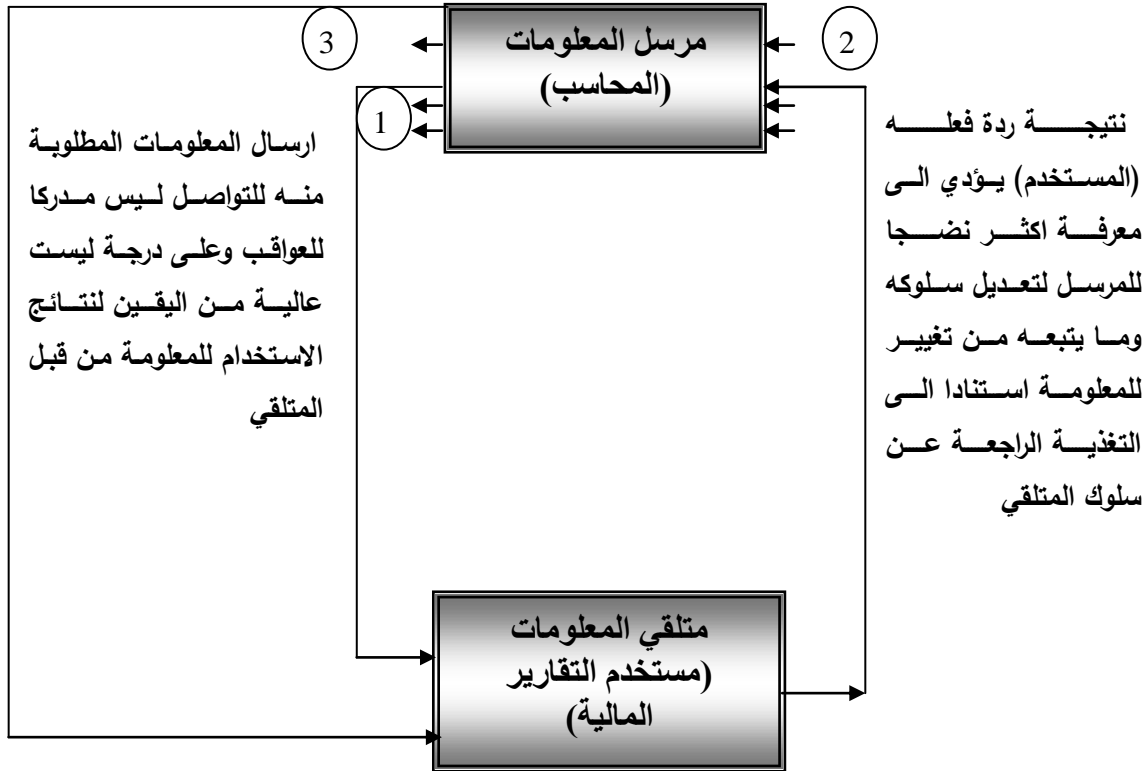 3
مرسل المعلومات
(المحاسب)
2
1
نتيجة ردة فعله
(المستخدم) يؤدي الى
معرفة اكثر نضجا
للمرسل لتعديل سلوكه
وما يتبعه من تغيير
للمعلومة استنادا الى
التغذية الراجعة عن
سلوك المتلقي
ارسال المعلومات المطلوبة
منه للتواصل ليس مدركا
للعواقب وعلى درجة ليست
عالية من اليقين لنتائج
الاستخدام للمعلومة من قبل
المتلقي
متلقي المعلومات
(مستخدم التقارير
المالية)